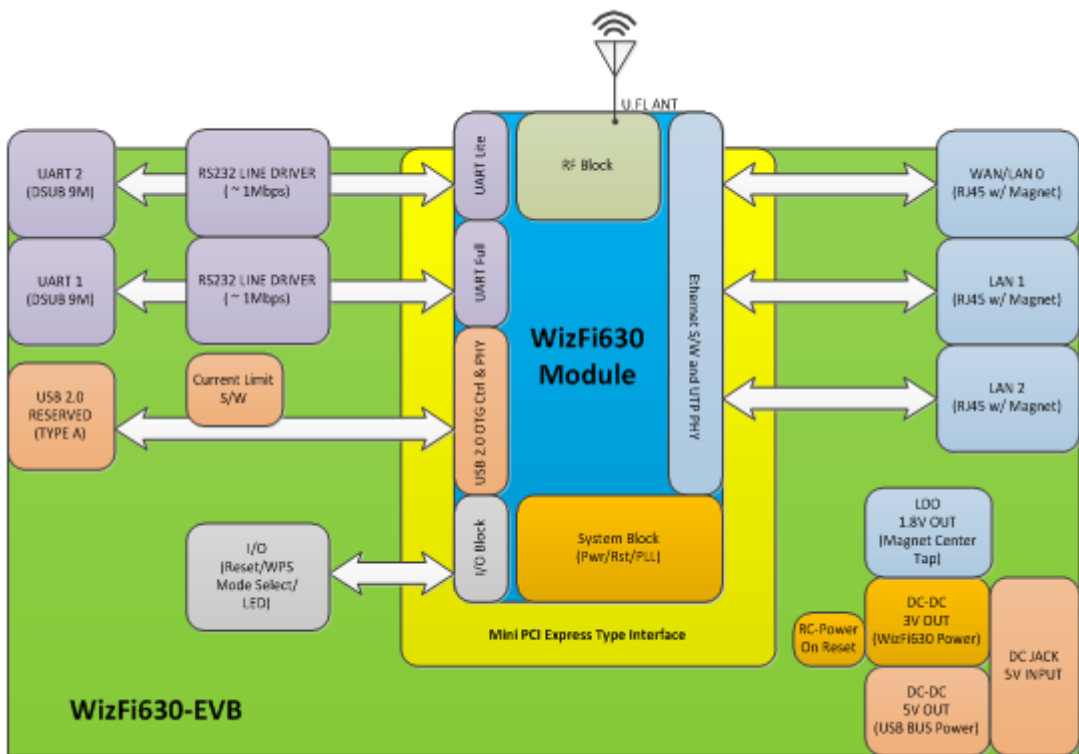 U.FL ANT
UART 2
(DSUB 9M)
RS232 LINE DRIVER
( ~ 1Mbps)
UART Lite
RF Block
WAN/LAN 0
(RJ45 w/ Magnet)
UART 1
(DSUB 9M)
RS232 LINE DRIVER
( ~ 1Mbps)
UART Full
Ethernet S/W and UTP PHY
LAN 1
(RJ45 w/ Magnet)
WizFi630
Module
USB 2.0
RESERVED
(TYPE A)
Current Limit
S/W
USB 2.0 OTG Ctrl & PHY
LAN 2
(RJ45 w/ Magnet)
I/O
(Reset/WPS
Mode Select/
LED)
I/O Block
System Block
(Pwr/Rst/PLL)
LDO
1.8V OUT
(Magnet Center
Tap)
Mini PCI Express Type Interface
RC-Power
On Reset
DC-DC
3V OUT
(WizFi630 Power)
DC JACK
5V INPUT
DC-DC
5V OUT
(USB BUS Power)
WizFi630-EVB